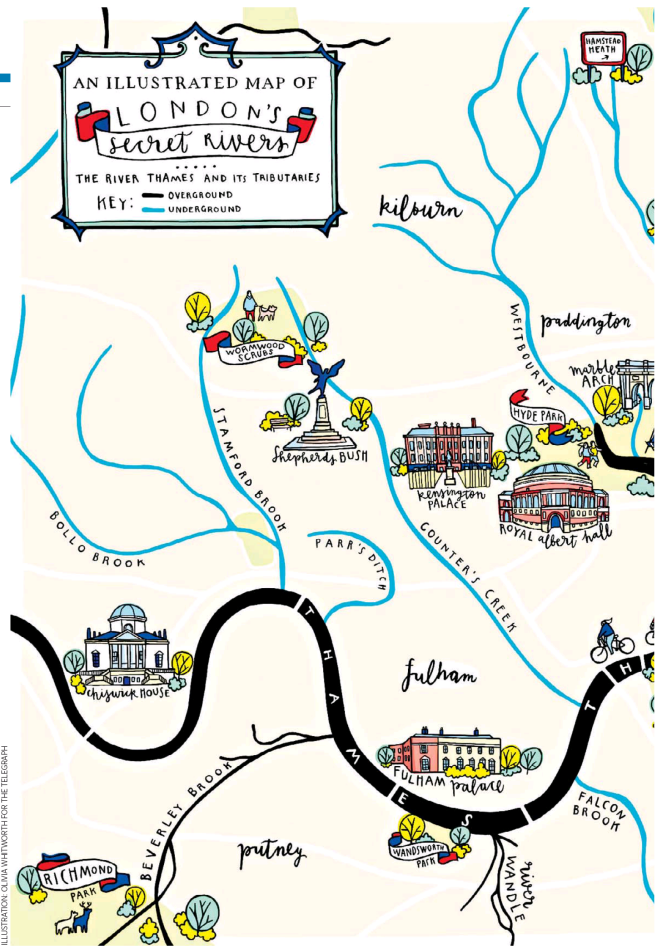 AN ILLUSTRATED MAP OF
LONDON'S
secret Rivers
THE RIVER THAMES AND ITS TRIBUTARIES
KEY:
OVERGROUND
UNDERGROUND
HAMSTEAD
HEATH
kilburn
WESTBOURNE
paddington
marble
ARCH
HYDE PARK
WORMWOOD
SCRUBS
Shepherds BUSH
kensington
PALACE
ROYAL albert hall
STAMFORD BROOK
BOLLO BROOK
PARR'S DITCH
COUNTER'S CREEK
chiswick HOUSE
THAMES
TH
fulham
FULHAM palace
FALCON
BROOK
BEVERLEY BROOK
putney
WANDSWORTH
PARK
river
WANDLE
RICHMOND
PARK
ILLUSTRATION: OLIVIA WHITWORTH FOR THE TELEGRAPH